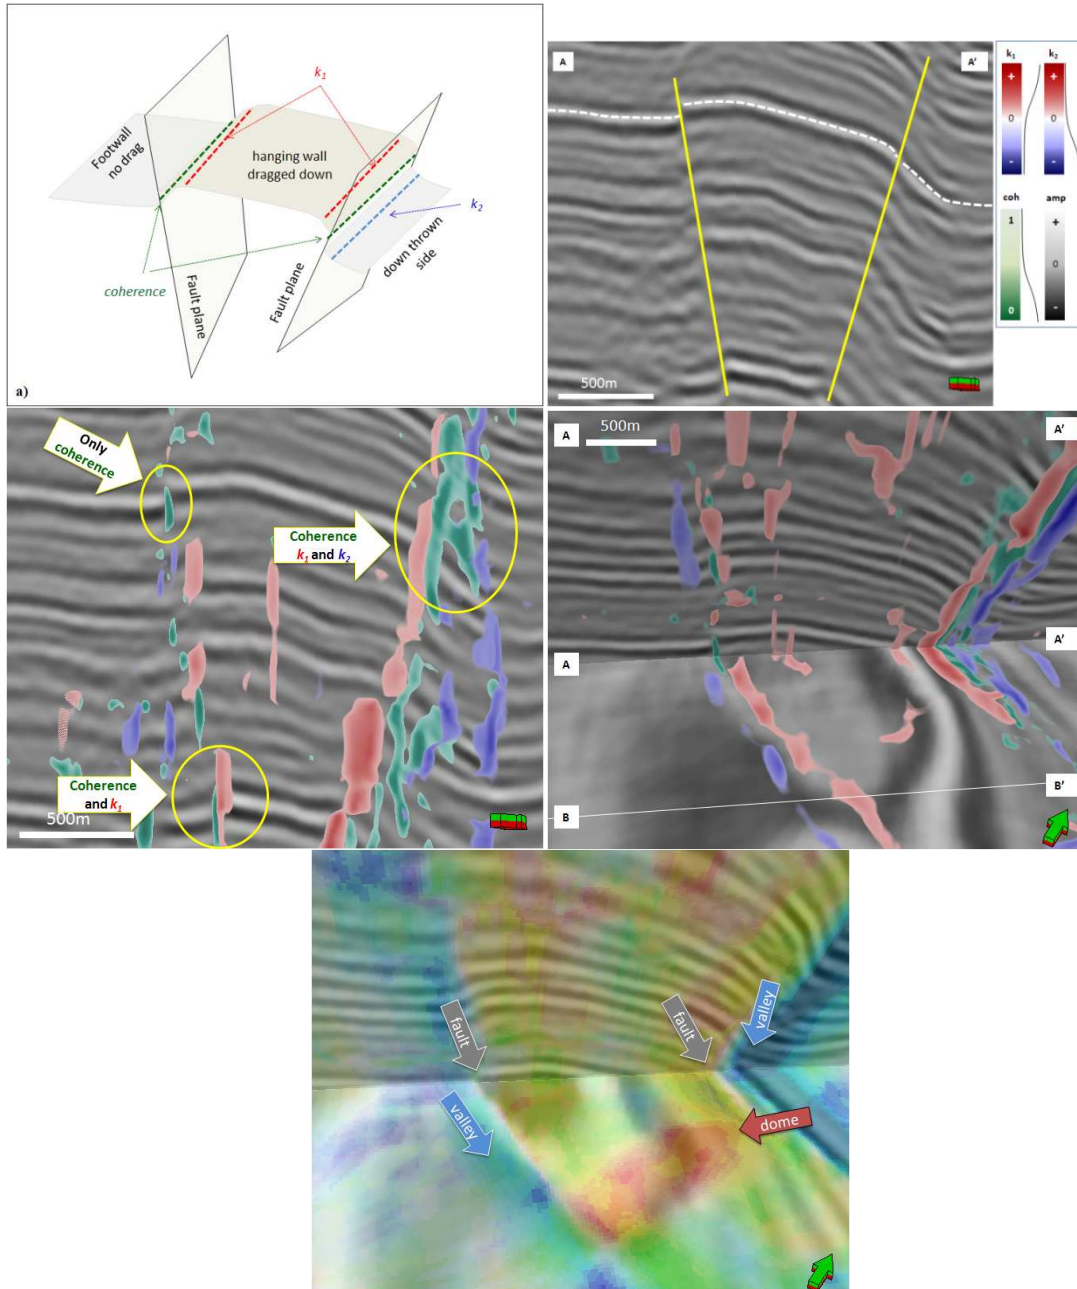 k1
Footwall
no drag
hanging wall
dragged down
k2
down thrown
side
Fault plane
Fault plane
coherence
a)
A
A'
500m
k1
k2
+
+
0
0
-
-
coh
amp
1
+
0
0
-
Only
coherence
Coherence
k1 and k2
Coherence
and k1
500m
A
500m
A'
A
A'
B
B'
fault
fault
valley
valley
dome